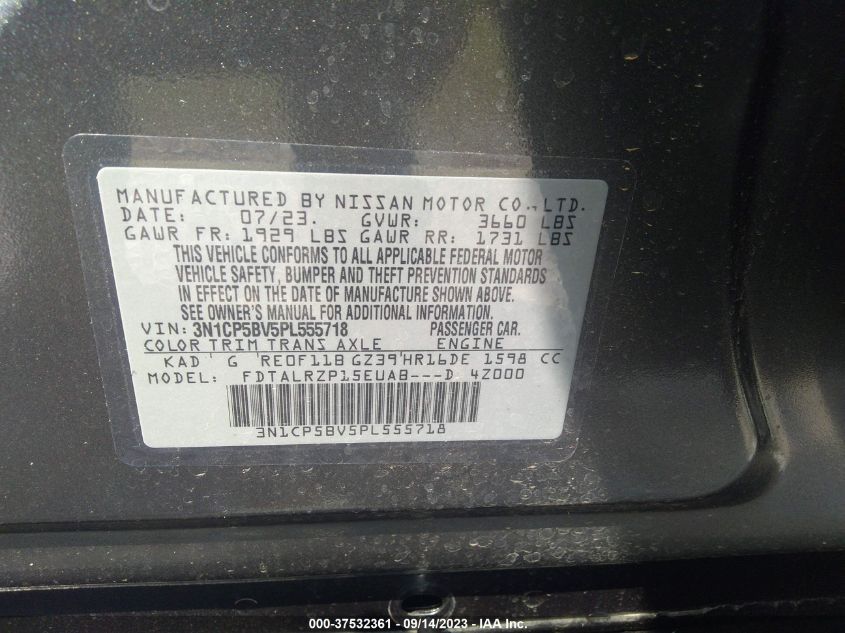 MANUFACTURED BY NISSAN MOTOR CO., LTD.
DATE: 07/23. GVWR: 3660 LBS
GAWR FR: 1929 LBS GAWR RR: 1731 LBS
THIS VEHICLE CONFORMS TO ALL APPLICABLE FEDERAL MOTOR
VEHICLE SAFETY, BUMPER AND THEFT PREVENTION STANDARDS
IN EFFECT ON THE DATE OF MANUFACTURE SHOWN ABOVE.
SEE OWNER'S MANUAL FOR ADDITIONAL INFORMATION.
VIN: 3N1CP5BV5PL555718 PASSENGER CAR.
COLOR TRIM TRANS AXLE ENGINE
KAD G RE0F11B GZ39 HR16DE 1598 CC
MODEL: FDTALRZP15EUAB---D 4Z000
3N1CP5BV5PL555718
000-37532361 - 09/14/2023 - IAA Inc.